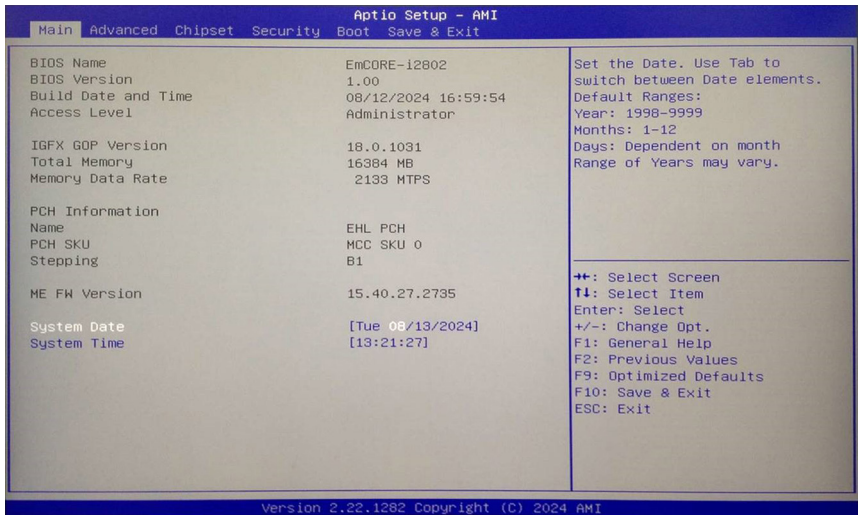 Aptio Setup - AMI
Main Advanced Chipset Security Boot Save & Exit
BIOS Name EmCORE-i2802
BIOS Version 1.00
Build Date and Time 08/12/2024 16:59:54
Access Level Administrator
IGFX GOP Version 18.0.1031
Total Memory 16384 MB
Memory Data Rate 2133 MTPS
PCH Information
Name EHL PCH
PCH SKU MCC SKU 0
Stepping B1
ME FW Version 15.40.27.2735
System Date [Tue 08/13/2024]
System Time [13:21:27]
Set the Date. Use Tab to
switch between Date elements.
Default Ranges:
Year: 1998-9999
Months: 1-12
Days: Dependent on month
Range of Years may vary.
→←: Select Screen
↑↓: Select Item
Enter: Select
+/-: Change Opt.
F1: General Help
F2: Previous Values
F9: Optimized Defaults
F10: Save & Exit
ESC: Exit
Version 2.22.1282 Copyright (C) 2024 AMI